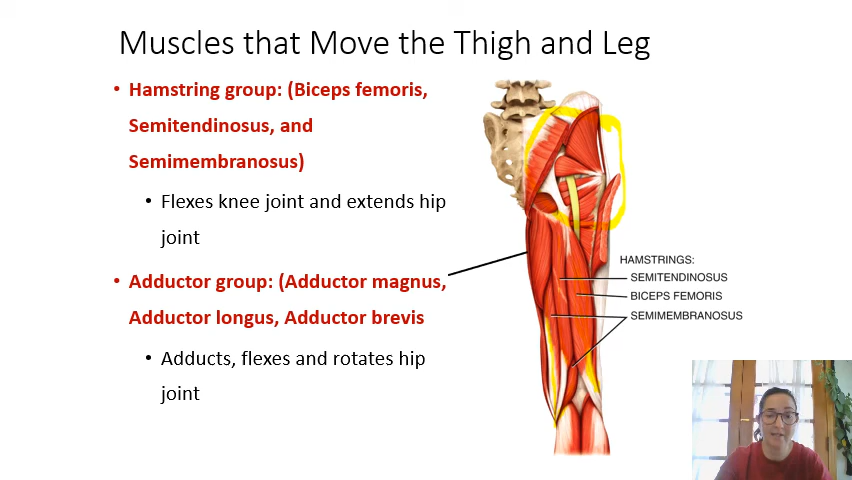 Muscles that Move the Thigh and Leg
• Hamstring group: (Biceps femoris,
Semitendinosus, and
Semimembranosus)
• Flexes knee joint and extends hip
joint
• Adductor group: (Adductor magnus,
Adductor longus, Adductor brevis
• Adducts, flexes and rotates hip
joint
HAMSTRINGS:
SEMITENDINOSUS
BICEPS FEMORIS
SEMIMEMBRANOSUS